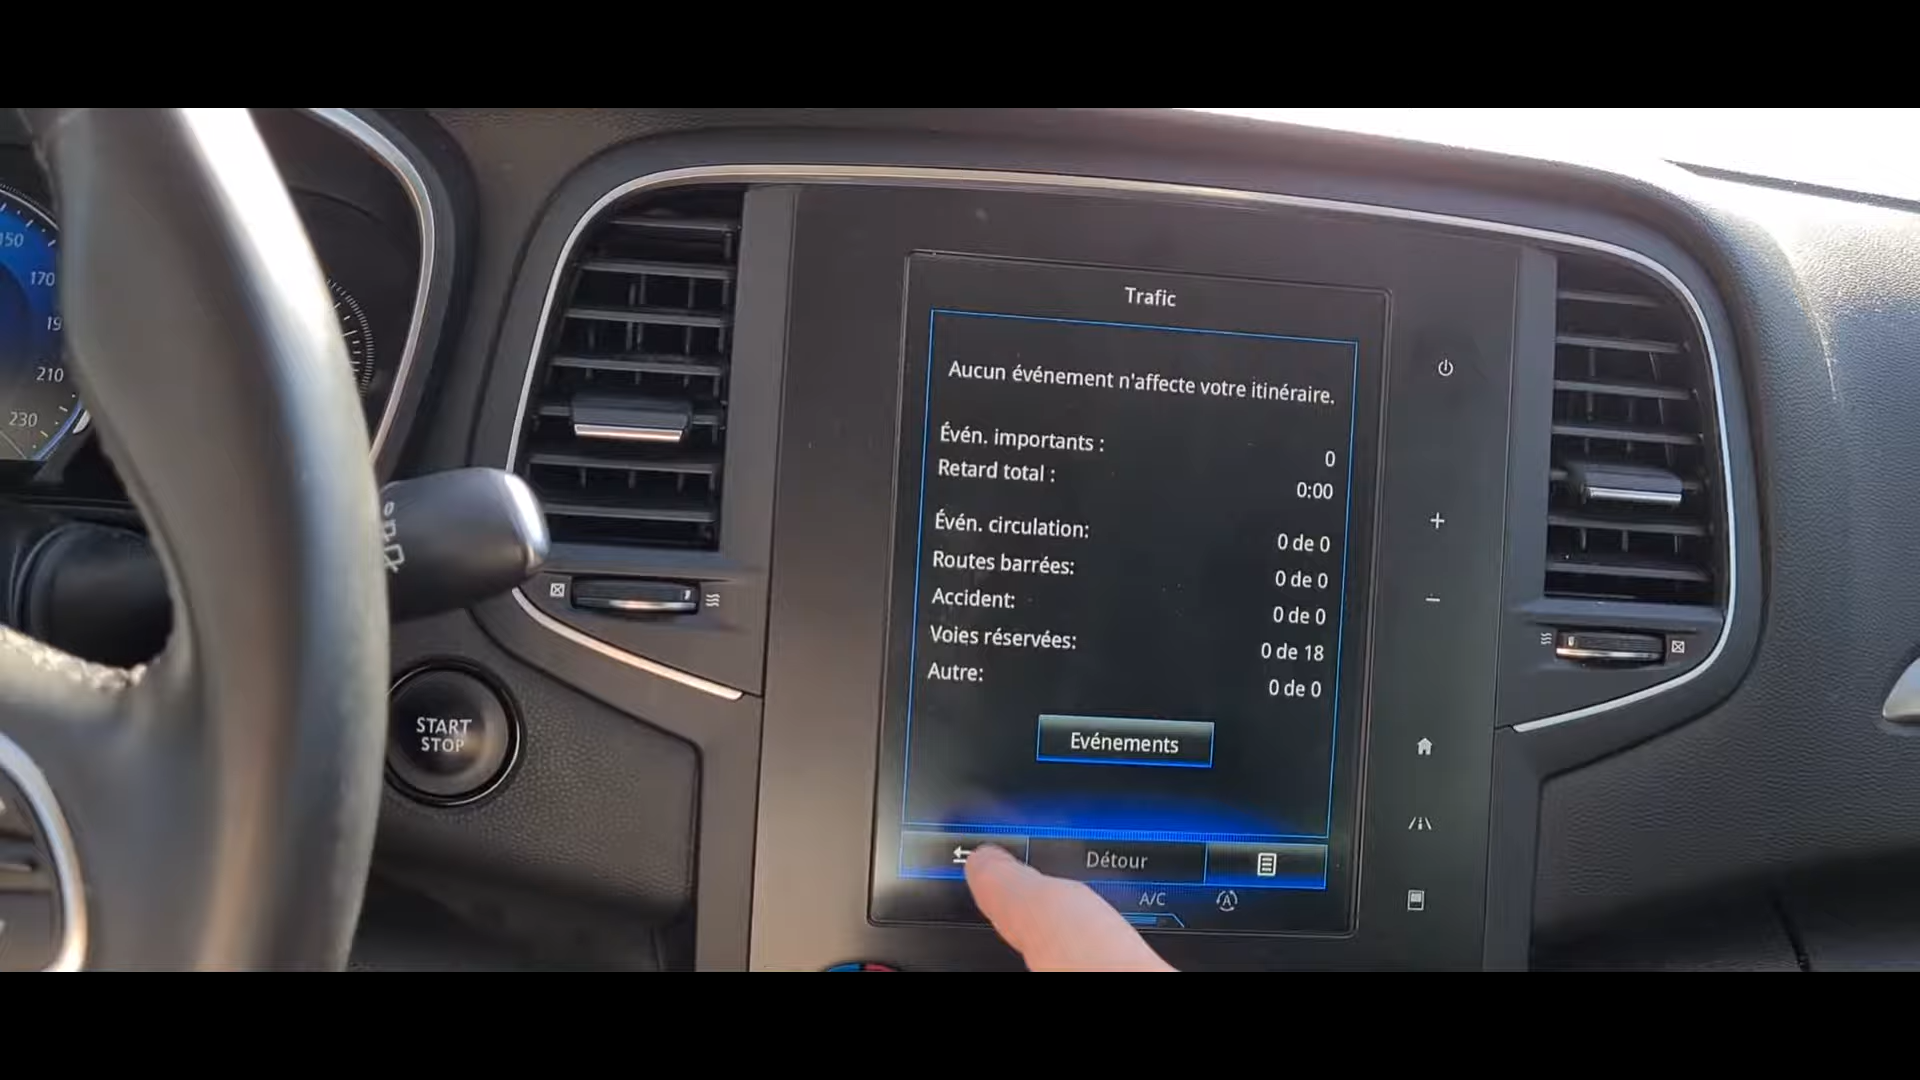 150
170
19
210
230
START
STOP
Trafic
Aucun événement n'affecte votre itinéraire.
Évén. importants : 0
Retard total : 0:00
Évén. circulation: 0 de 0
Routes barrées: 0 de 0
Accident: 0 de 0
Voies réservées: 0 de 18
Autre: 0 de 0
Evénements
Détour
A/C
A